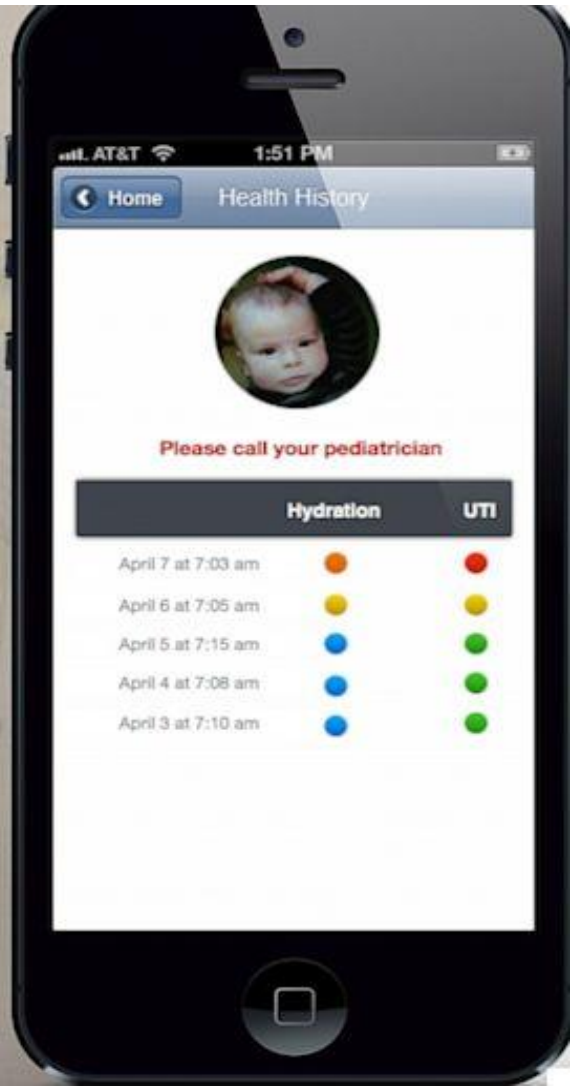 AT&T 1:51 PM
Home Health History
Please call your pediatrician
Hydration UTI
April 7 at 7:03 am
April 6 at 7:05 am
April 5 at 7:15 am
April 4 at 7:08 am
April 3 at 7:10 am